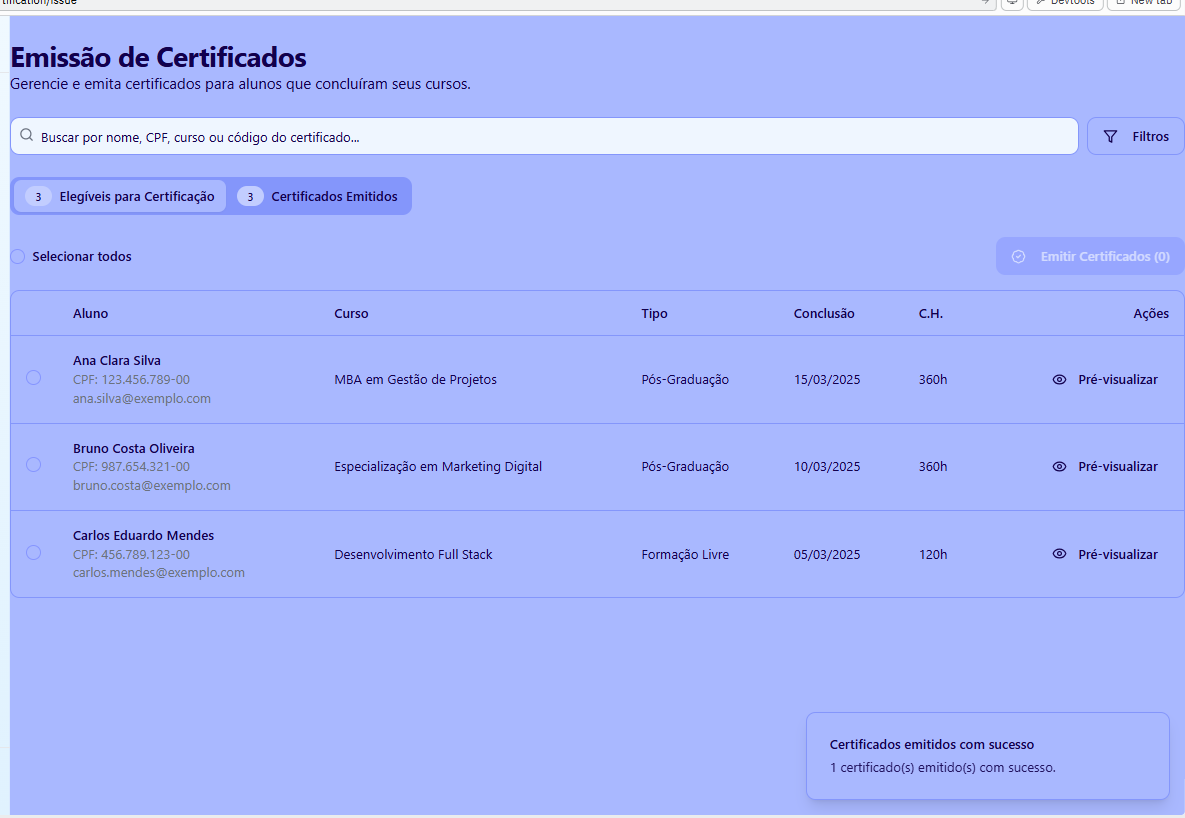 tification/issue
Devtools
New tab
Emissão de Certificados
Gerencie e emita certificados para alunos que concluíram seus cursos.
Buscar por nome, CPF, curso ou código do certificado...
Filtros
3 Elegíveis para Certificação 3 Certificados Emitidos
Selecionar todos
Emitir Certificados (0)
Aluno Curso Tipo Conclusão C.H. Ações
Ana Clara Silva
CPF: 123.456.789-00
ana.silva@exemplo.com
MBA em Gestão de Projetos Pós-Graduação 15/03/2025 360h Pré-visualizar
Bruno Costa Oliveira
CPF: 987.654.321-00
bruno.costa@exemplo.com
Especialização em Marketing Digital Pós-Graduação 10/03/2025 360h Pré-visualizar
Carlos Eduardo Mendes
CPF: 456.789.123-00
carlos.mendes@exemplo.com
Desenvolvimento Full Stack Formação Livre 05/03/2025 120h Pré-visualizar
Certificados emitidos com sucesso
1 certificado(s) emitido(s) com sucesso.